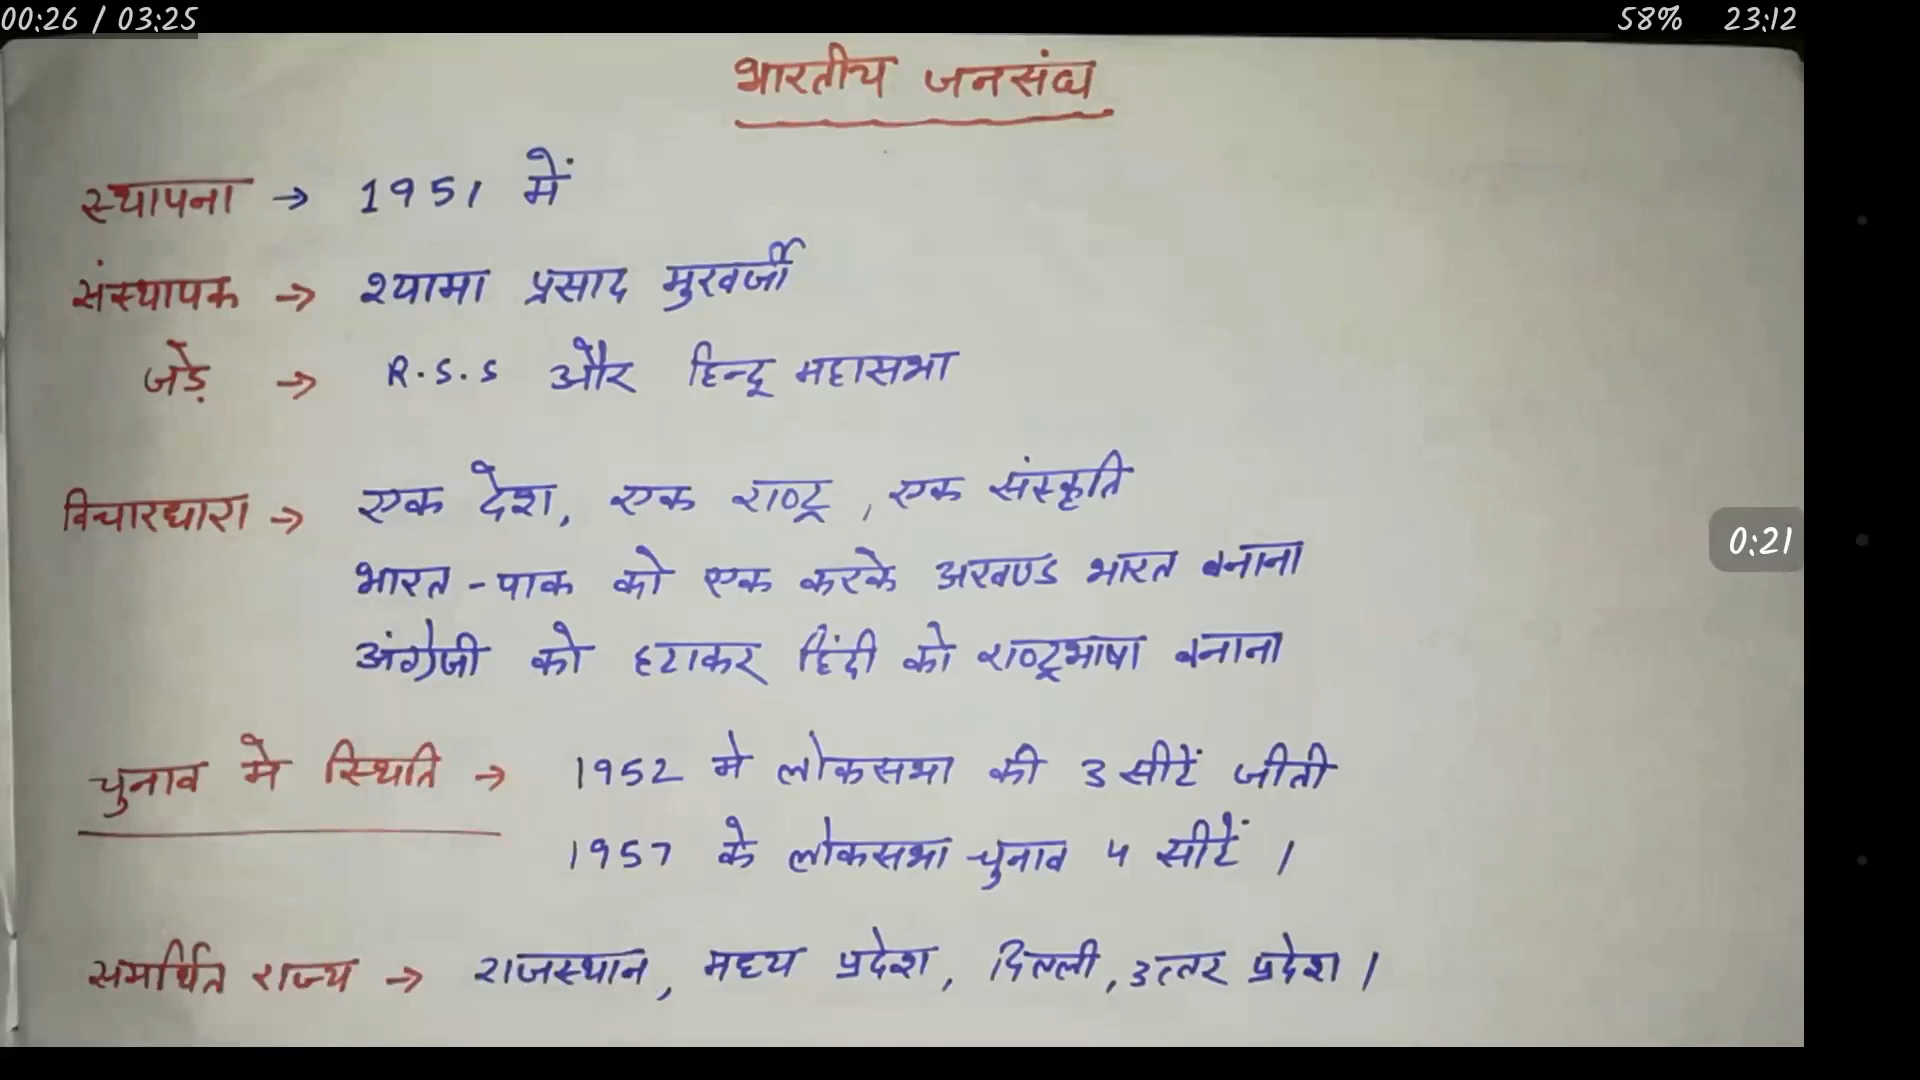 00:26 / 03:25
58% 23:12
भारतीय जनसंघ
स्थापना → 1951 में
संस्थापक → श्यामा प्रसाद मुखर्जी
जड़े → R.S.S और हिन्दू महासभा
विचारधारा → एक देश, एक राष्ट्र, एक संस्कृति
भारत - पाक को एक करके अखण्ड भारत बनाना
0:21
अंग्रेजी को हटाकर हिंदी को राष्ट्रभाषा बनाना
चुनाव मे स्थिति → 1952 मे लोकसभा की 3 सीटें जीती
1957 के लोकसभा चुनाव 4 सीटें ।
समर्थित राज्य → राजस्थान, मध्य प्रदेश, दिल्ली, उत्तर प्रदेश ।